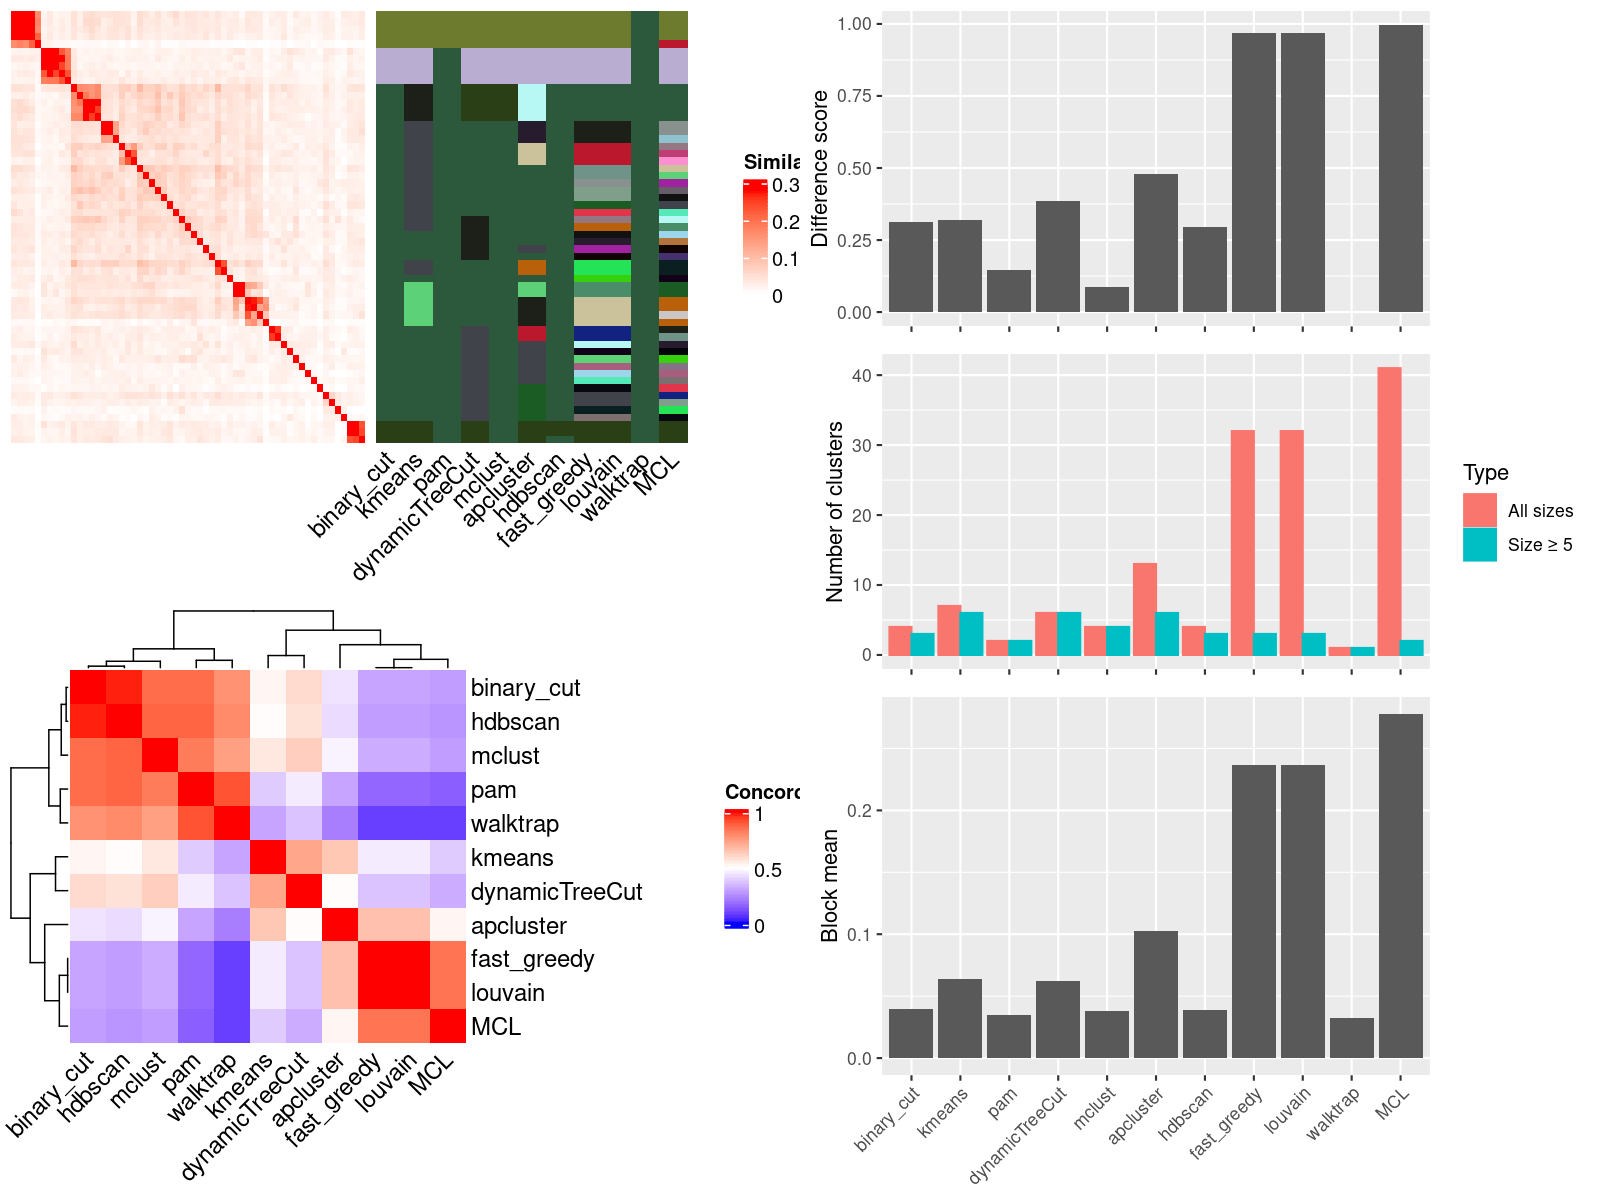 Simila
0.3
0.2
0.1
0
binary_cut
kmeans
pam
dynamicTreeCut
mclust
apcluster
hdbscan
fast_greedy
louvain
walktrap
MCL
binary_cut
hdbscan
mclust
pam
walktrap
kmeans
dynamicTreeCut
apcluster
fast_greedy
louvain
MCL
Concord
1
0.5
0
binary_cut
hdbscan
mclust
pam
walktrap
kmeans
dynamicTreeCut
apcluster
fast_greedy
louvain
MCL
Difference score
1.00
0.75
0.50
0.25
0.00
Number of clusters
40
30
20
10
0
Type
All sizes
Size ≥ 5
Block mean
0.2
0.1
0.0
binary_cut
kmeans
pam
dynamicTreeCut
mclust
apcluster
hdbscan
fast_greedy
louvain
walktrap
MCL